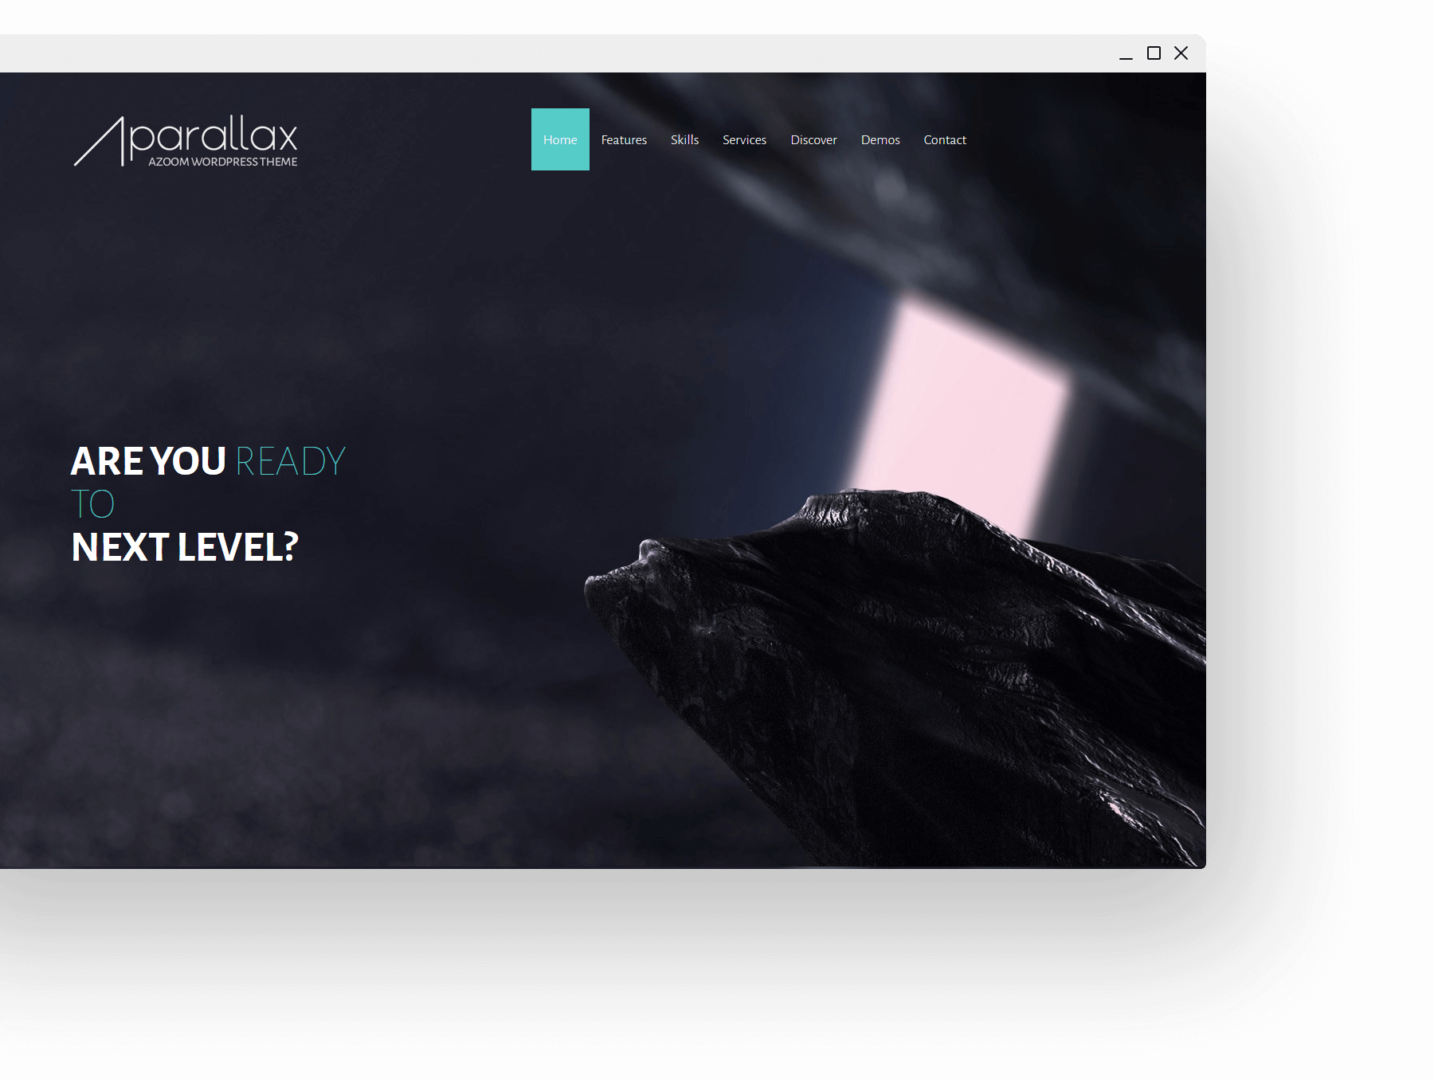 parallax
AZOOM WORDPRESS THEME
Home Features Skills Services Discover Demos Contact
ARE YOU READY
TO
NEXT LEVEL?